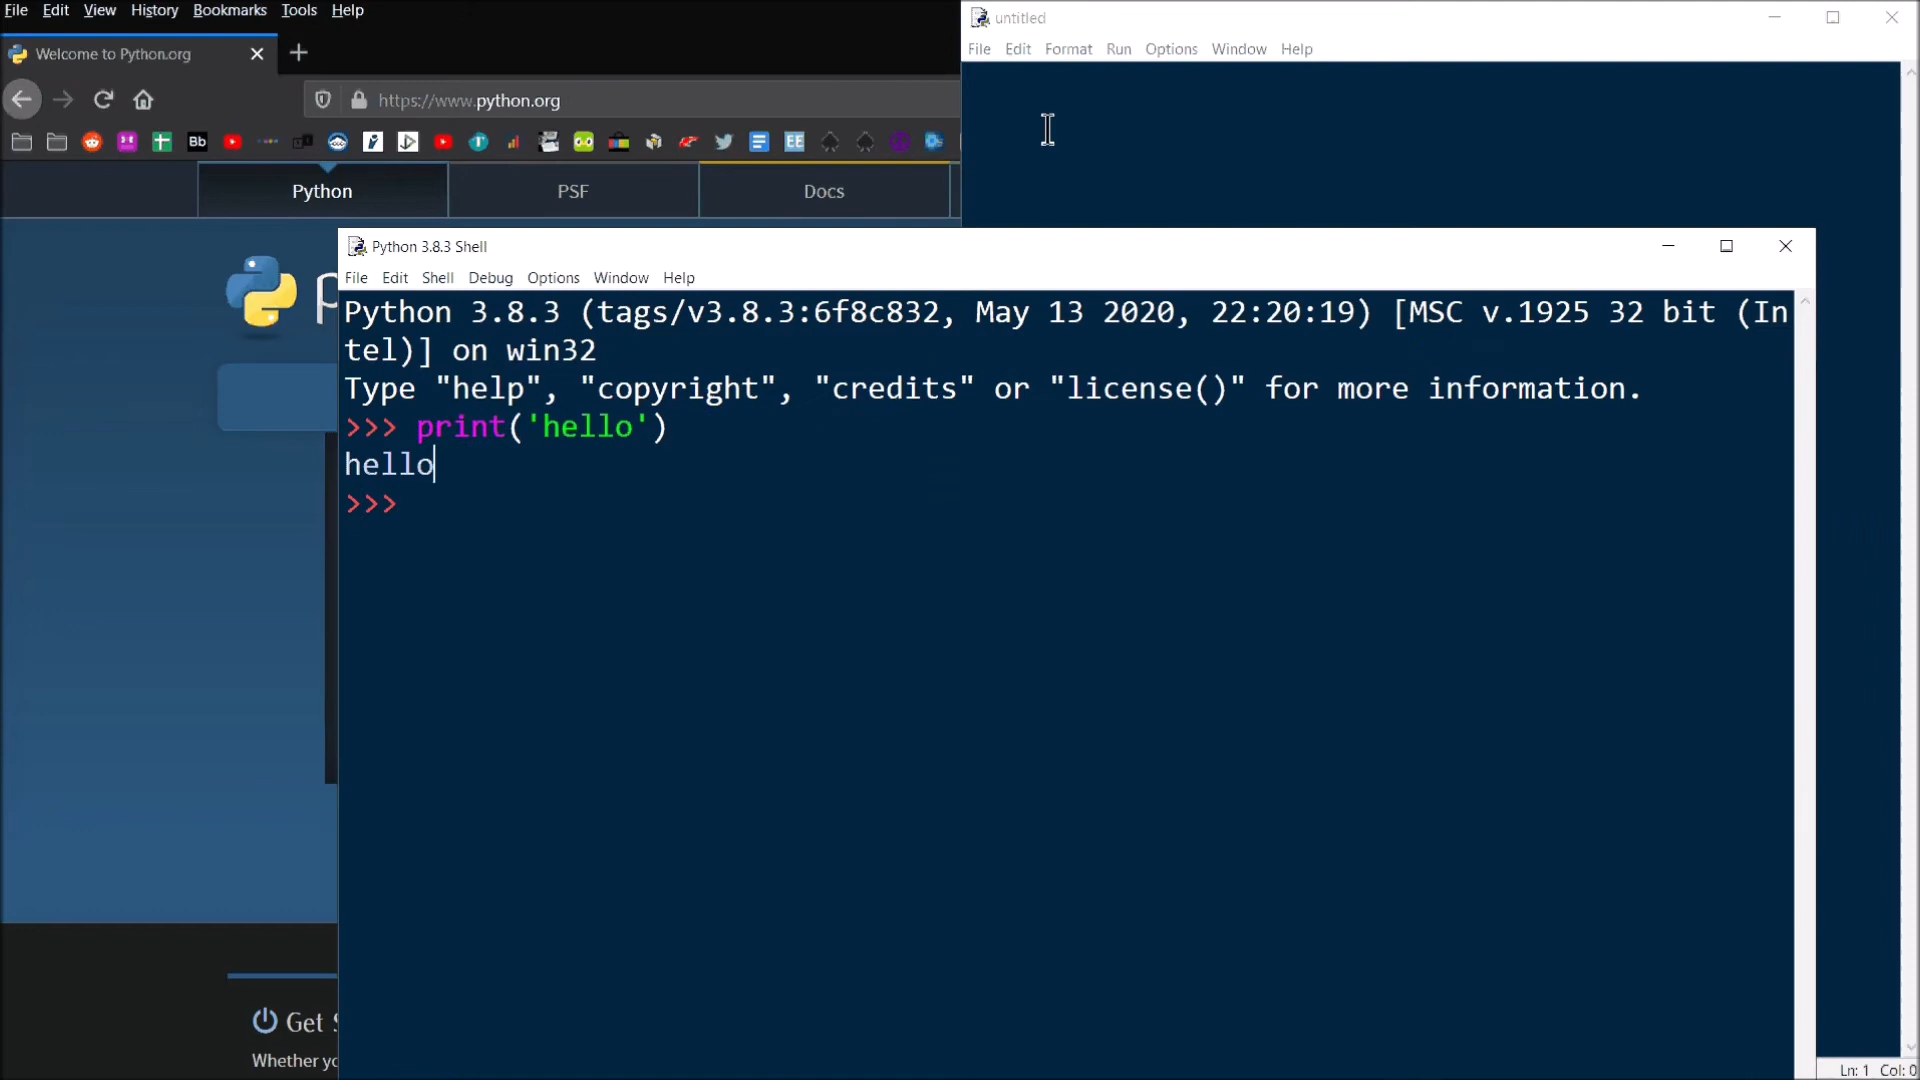 File Edit View History Bookmarks Tools Help
Welcome to Python.org
https://www.python.org
Bb
EE
Python PSF Docs
Get
Whether
untitled
File Edit Format Run Options Window Help
Python 3.8.3 Shell
File Edit Shell Debug Options Window Help
Python 3.8.3 (tags/v3.8.3:6f8c832, May 13 2020, 22:20:19) [MSC v.1925 32 bit (In
tel)] on win32
Type "help", "copyright", "credits" or "license()" for more information.
>>> print('hello')
hello
>>>
Ln: 1 Col: 0